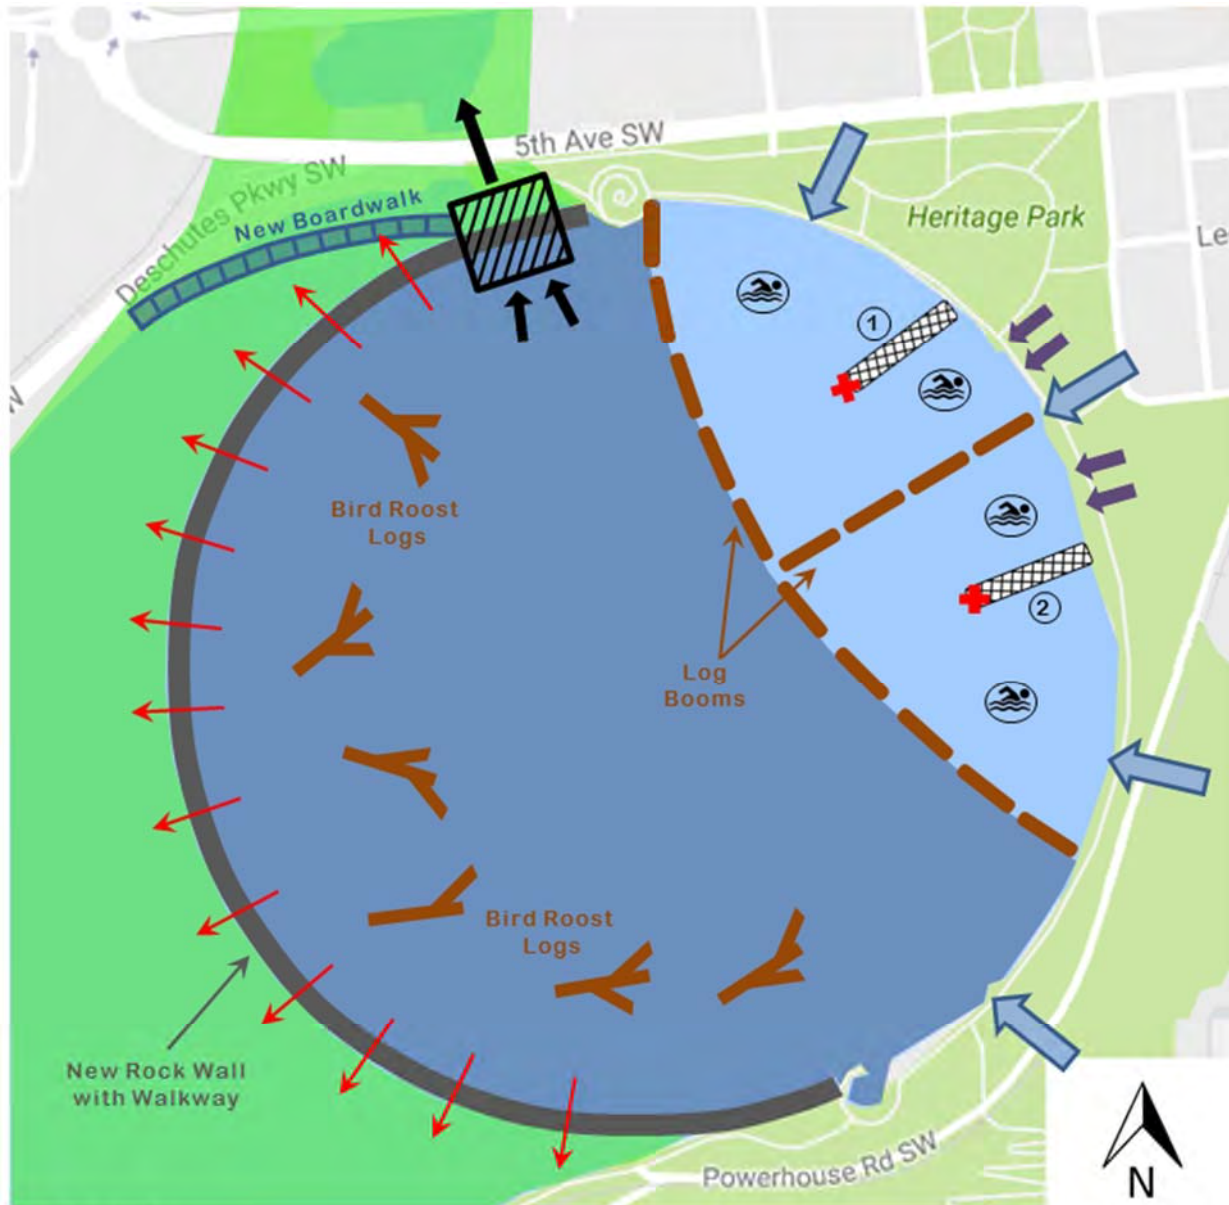 5th Ave SW
Deschutes Pkwy SW
New Boardwalk
Heritage Park
Le
1
N
Bird Roost
Logs
2
Log
Booms
Bird Roost
Logs
New Rock Wall
with Walkway
Powerhouse Rd SW
N